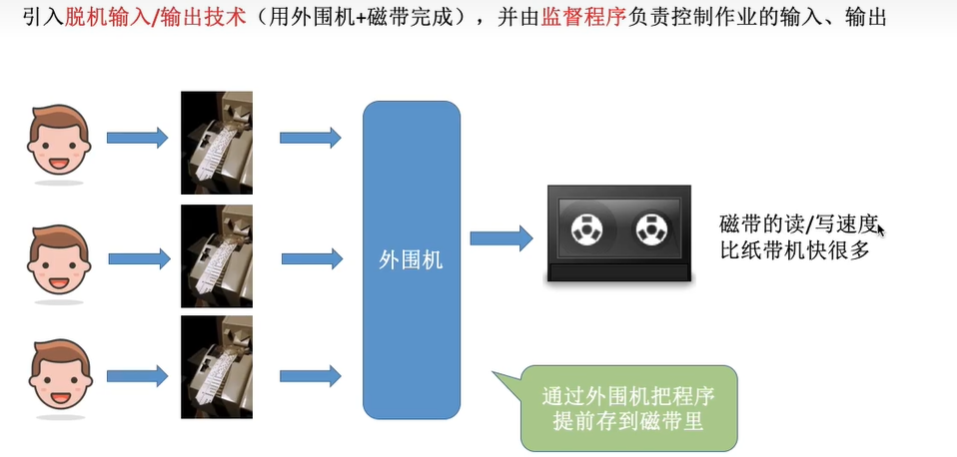 引入脱机输入/输出技术（用外围机+磁带完成），并由监督程序负责控制作业的输入、输出
外围机
磁带的读/写速度
比纸带机快很多
通过外围机把程序
提前存到磁带里